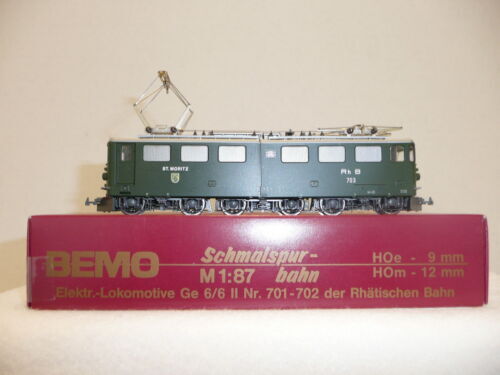 ST. MORITZ
Rh B
703
BEMO
Schmalspur-
bahn
M 1:87
HOe - 9 mm
HOm - 12 mm
Elektr.-Lokomotive Ge 6/6 II Nr. 701-702 der Rhätischen Bahn